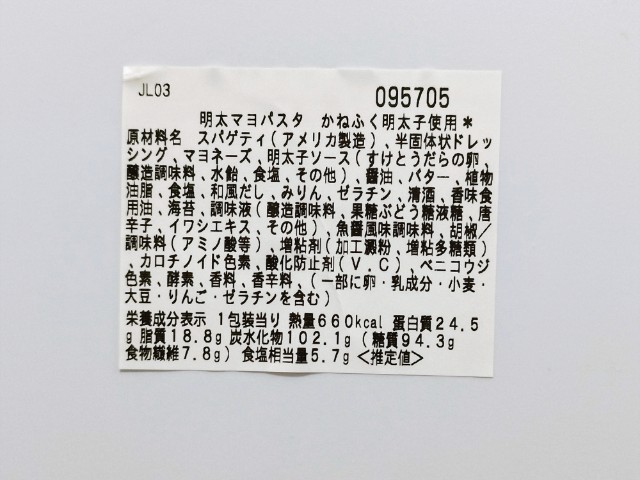 JL03
095705
明太マヨパスタ かねふく明太子使用*
原材料名 スパゲティ(アメリカ製造)、半固体状ドレッ
シング、マヨネーズ、明太子ソース(すけとうだらの卵、
醸造調味料、水飴、食塩、その他)、醤油、バター、植物
油脂、食塩、和風だし、みりん、ゼラチン、清酒、香味食
用油、海苔、調味液(醸造調味料、果糖ぶどう糖液糖、唐
辛子、イワシエキス、その他)、魚醤風味調味料、胡椒/
調味料(アミノ酸等)、増粘剤(加工澱粉、増粘多糖類)
、カロチノイド色素、酸化防止剤(V.C)、ベニコウジ
色素、酵素、香料、香辛料、(一部に卵・乳成分・小麦・
大豆・りんご・ゼラチンを含む)
栄養成分表示 1包装当り 熱量660kcal 蛋白質24.5
g 脂質18.8g 炭水化物102.1g(糖質94.3g
食物繊維7.8g) 食塩相当量5.7g <推定値>